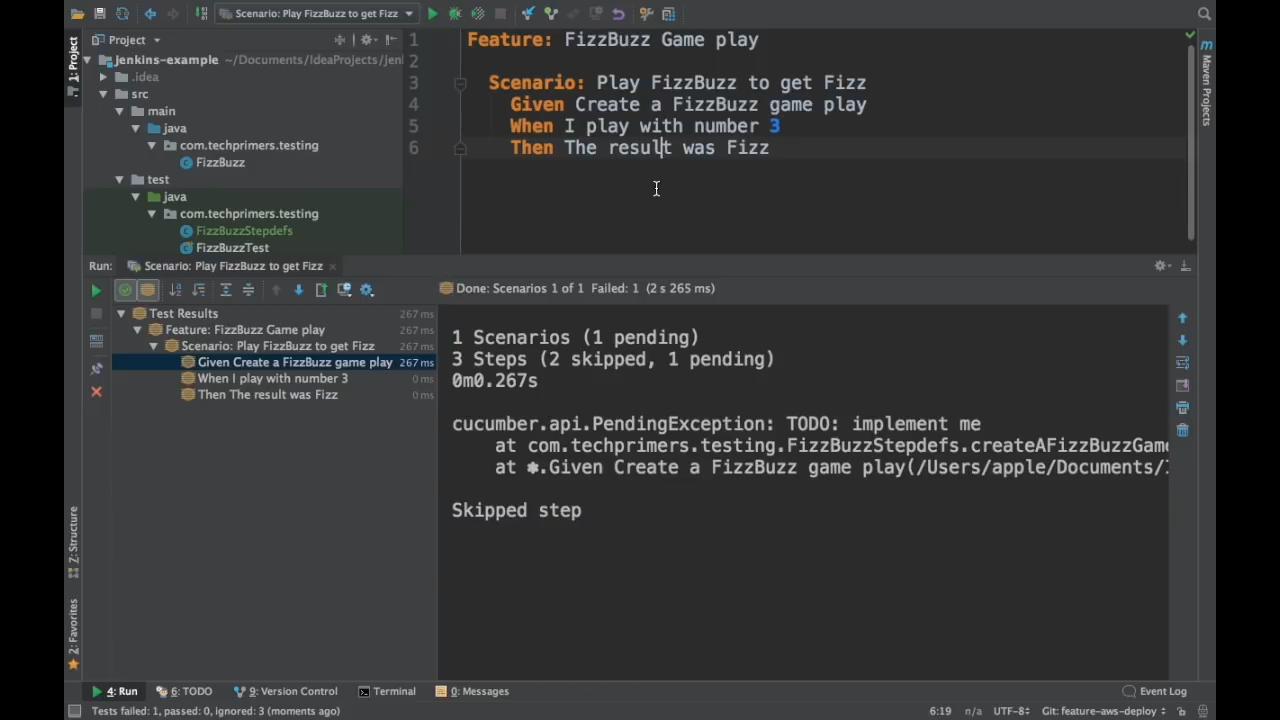 Scenario: Play FizzBuzz to get Fizz
1: Project
Project
jenkins-example ~/Documents/IdeaProjects/jen
.idea
src
main
java
com.techprimers.testing
FizzBuzz
test
java
com.techprimers.testing
FizzBuzzStepdefs
FizzBuzzTest
1 Feature: FizzBuzz Game play
2
3 Scenario: Play FizzBuzz to get Fizz
4 Given Create a FizzBuzz game play
5 When I play with number 3
6 Then The result was Fizz
m Maven Projects
Run: Scenario: Play FizzBuzz to get Fizz
Done: Scenarios 1 of 1 Failed: 1 (2 s 265 ms)
Test Results 267 ms
Feature: FizzBuzz Game play 267 ms
Scenario: Play FizzBuzz to get Fizz 267 ms
Given Create a FizzBuzz game play 267 ms
When I play with number 3 0 ms
Then The result was Fizz 0 ms
1 Scenarios (1 pending)
3 Steps (2 skipped, 1 pending)
0m0.267s
cucumber.api.PendingException: TODO: implement me
at com.techprimers.testing.FizzBuzzStepdefs.createAFizzBuzzGame
at ✽.Given Create a FizzBuzz game play(/Users/apple/Documents/
Skipped step
7: Structure
2: Favorites
4: Run
6: TODO
9: Version Control
Terminal
0: Messages
Event Log
Tests failed: 1, passed: 0, ignored: 3 (moments ago)
6:19 n/a UTF-8 Git: feature-aws-deploy